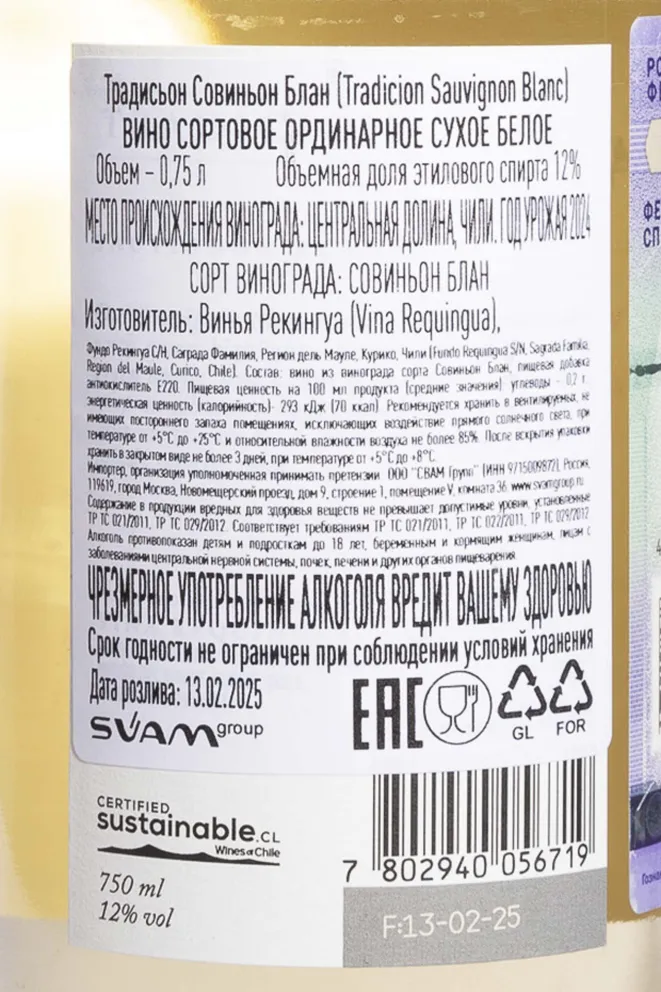 Традисьон Совиньон Блан (Tradicion Sauvignon Blanc)
ВИНО СОРТОВОЕ ОРДИНАРНОЕ СУХОЕ БЕЛОЕ
Объем – 0,75 л Объемная доля этилового спирта 12%
МЕСТО ПРОИСХОЖДЕНИЯ ВИНОГРАДА: ЦЕНТРАЛЬНАЯ ДОЛИНА, ЧИЛИ. ГОД УРОЖАЯ 2024
СОРТ ВИНОГРАДА: СОВИНЬОН БЛАН
Изготовитель: Винья Рекингуа (Vina Requingua),
Фундо Рекингуа С/Н, Саграда Фамилия, Регион дель Мауле, Курико, Чили (Fundo Requingua S/N, Sagrada Familia,
Region del Maule, Curico, Chile). Состав: вино из винограда сорта Совиньон Блан, пищевая добавка
антиокислитель Е220. Пищевая ценность на 100 мл продукта (средние значения): углеводы - 0,2 г,
энергетическая ценность (калорийность)- 293 кДж (70 ккал). Рекомендуется хранить в вентилируемых, не
имеющих постороннего запаха помещениях, исключающих воздействие прямого солнечного света, при
температуре от +5°С до +25°С и относительной влажности воздуха не более 85%. После вскрытия упаковки
хранить в закрытом виде не более 3 дней, при температуре от +5°С до +8°С.
Импортер, организация уполномоченная принимать претензии: ООО "СВАМ Групп" (ИНН 9715009872), Россия,
111619, город Москва, Новомещерский проезд, дом 9, строение 1, помещение V, комната 36. www.svamgroup.ru
Содержание в продукции вредных для здоровья веществ не превышает допустимые уровни, установленные
ТР ТС 021/2011, ТР ТС 029/2012. Соответствует требованиям ТР ТС 021/2011, ТР ТС 022/2011, ТР ТС 029/2012
Алкоголь противопоказан детям и подросткам до 18 лет, беременным и кормящим женщинам, лицам с
заболеваниями центральной нервной системы, почек, печени и других органов пищеварения
ЧРЕЗМЕРНОЕ УПОТРЕБЛЕНИЕ АЛКОГОЛЯ ВРЕДИТ ВАШЕМУ ЗДОРОВЬЮ
Срок годности не ограничен при соблюдении условий хранения
Дата розлива: 13.02.2025
SVAM group
EAC
GL FOR
CERTIFIED
sustainable.CL
Wines of Chile
750 ml
12% vol
7 802940 056719
F:13-02-25